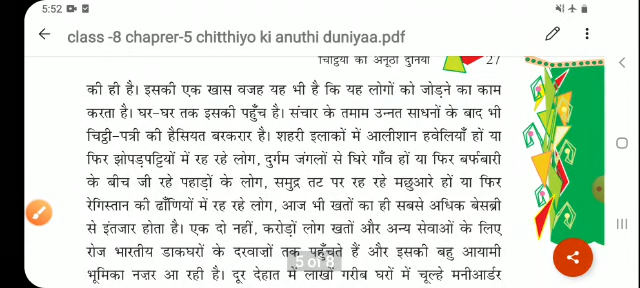 5:52
class -8 chaprer-5 chitthiyo ki anuthi duniyaa.pdf
चिट्ठियों की अनूठी दुनिया 27
की ही है। इसकी एक खास वजह यह भी है कि यह लोगों को जोड़ने का काम
करता है। घर-घर तक इसकी पहुँच है। संचार के तमाम उन्नत साधनों के बाद भी
चिट्ठी-पत्री की हैसियत बरकरार है। शहरी इलाकों में आलीशान हवेलियाँ हों या
फिर झोपड़पट्टियों में रह रहे लोग, दुर्गम जंगलों से घिरे गाँव हों या फिर बर्फबारी
के बीच जी रहे पहाड़ों के लोग, समुद्र तट पर रह रहे मछुआरे हों या फिर
रेगिस्तान की ढाँणियों में रह रहे लोग, आज भी खतों का ही सबसे अधिक बेसब्री
से इंतजार होता है। एक दो नहीं, करोड़ों लोग खतों और अन्य सेवाओं के लिए
रोज भारतीय डाकघरों के दरवाज़ों तक पहुँचते हैं और इसकी बहु आयामी
5 of 8
भूमिका नज़र आ रही है। दूर देहात में लाखों गरीब घरों में चूल्हे मनीआर्डर